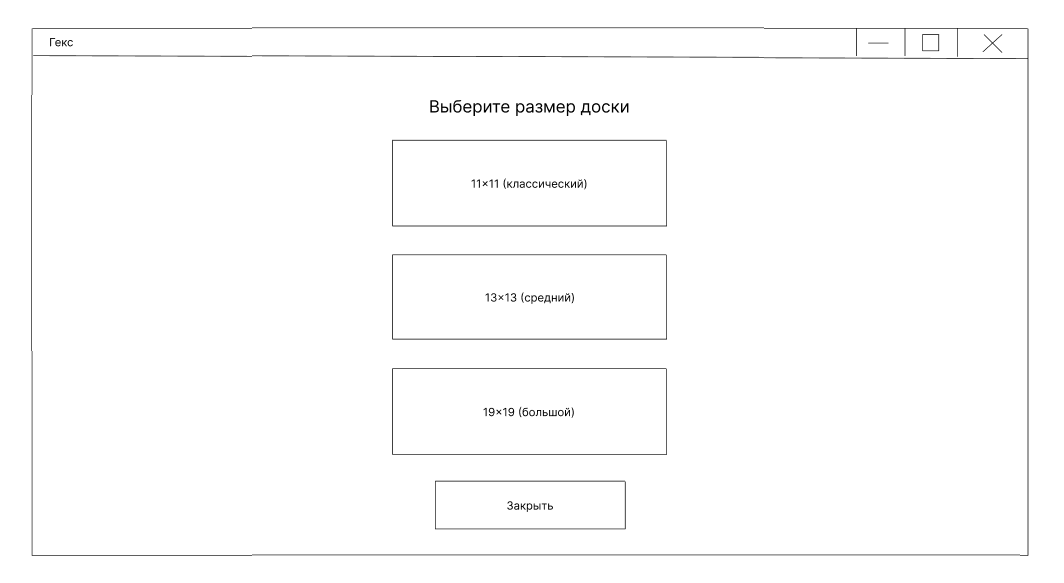 Гекс
Выберите размер доски
11×11 (классический)
13×13 (средний)
19×19 (большой)
Закрыть